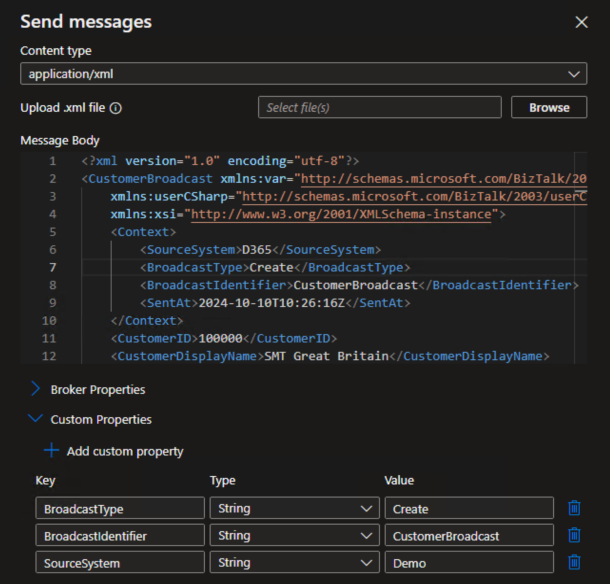 Send messages
Content type
application/xml
Upload .xml file
Select file(s)
Browse
Message Body
1 <?xml version="1.0" encoding="utf-8"?>
2 <CustomerBroadcast xmlns:var="http://schemas.microsoft.com/BizTalk/20
3 xmlns:userCSharp="http://schemas.microsoft.com/BizTalk/2003/userC
4 xmlns:xsi="http://www.w3.org/2001/XMLSchema-instance">
5 <Context>
6 <SourceSystem>D365</SourceSystem>
7 <BroadcastType>Create</BroadcastType>
8 <BroadcastIdentifier>CustomerBroadcast</BroadcastIdentifier>
9 <SentAt>2024-10-10T10:26:16Z</SentAt>
10 </Context>
11 <CustomerID>100000</CustomerID>
12 <CustomerDisplayName>SMT Great Britain</CustomerDisplayName>
Broker Properties
Custom Properties
Add custom property
Key Type Value
BroadcastType String Create
BroadcastIdentifier String CustomerBroadcast
SourceSystem String Demo